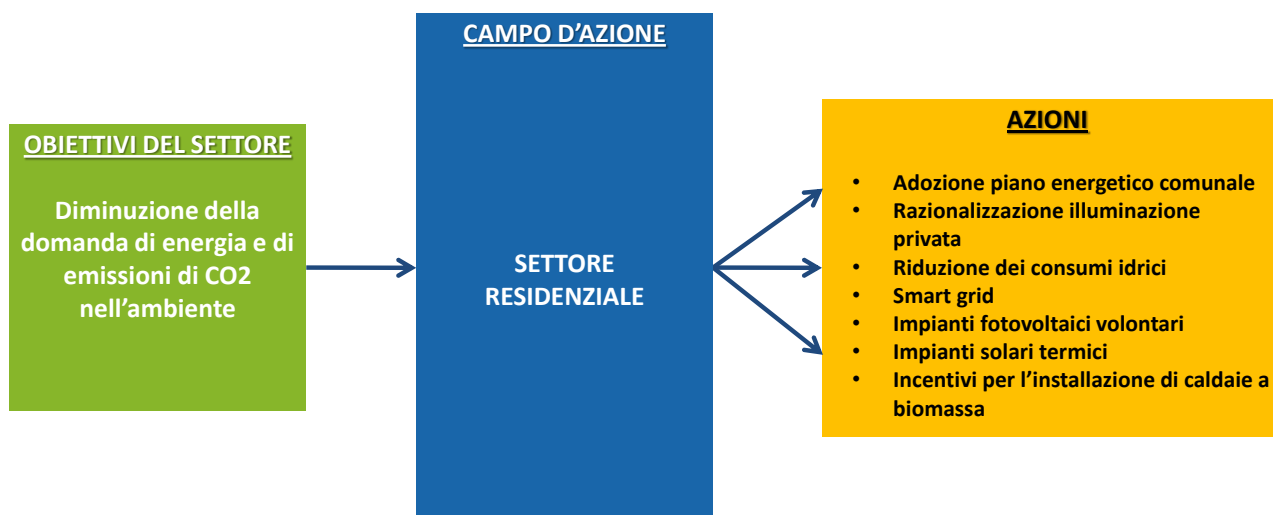 OBIETTIVI DEL SETTORE
Diminuzione della
domanda di energia e di
emissioni di CO2
nell’ambiente
CAMPO D’AZIONE
SETTORE
RESIDENZIALE
AZIONI
• Adozione piano energetico comunale
• Razionalizzazione illuminazione
privata
• Riduzione dei consumi idrici
• Smart grid
• Impianti fotovoltaici volontari
• Impianti solari termici
• Incentivi per l’installazione di caldaie a
biomassa